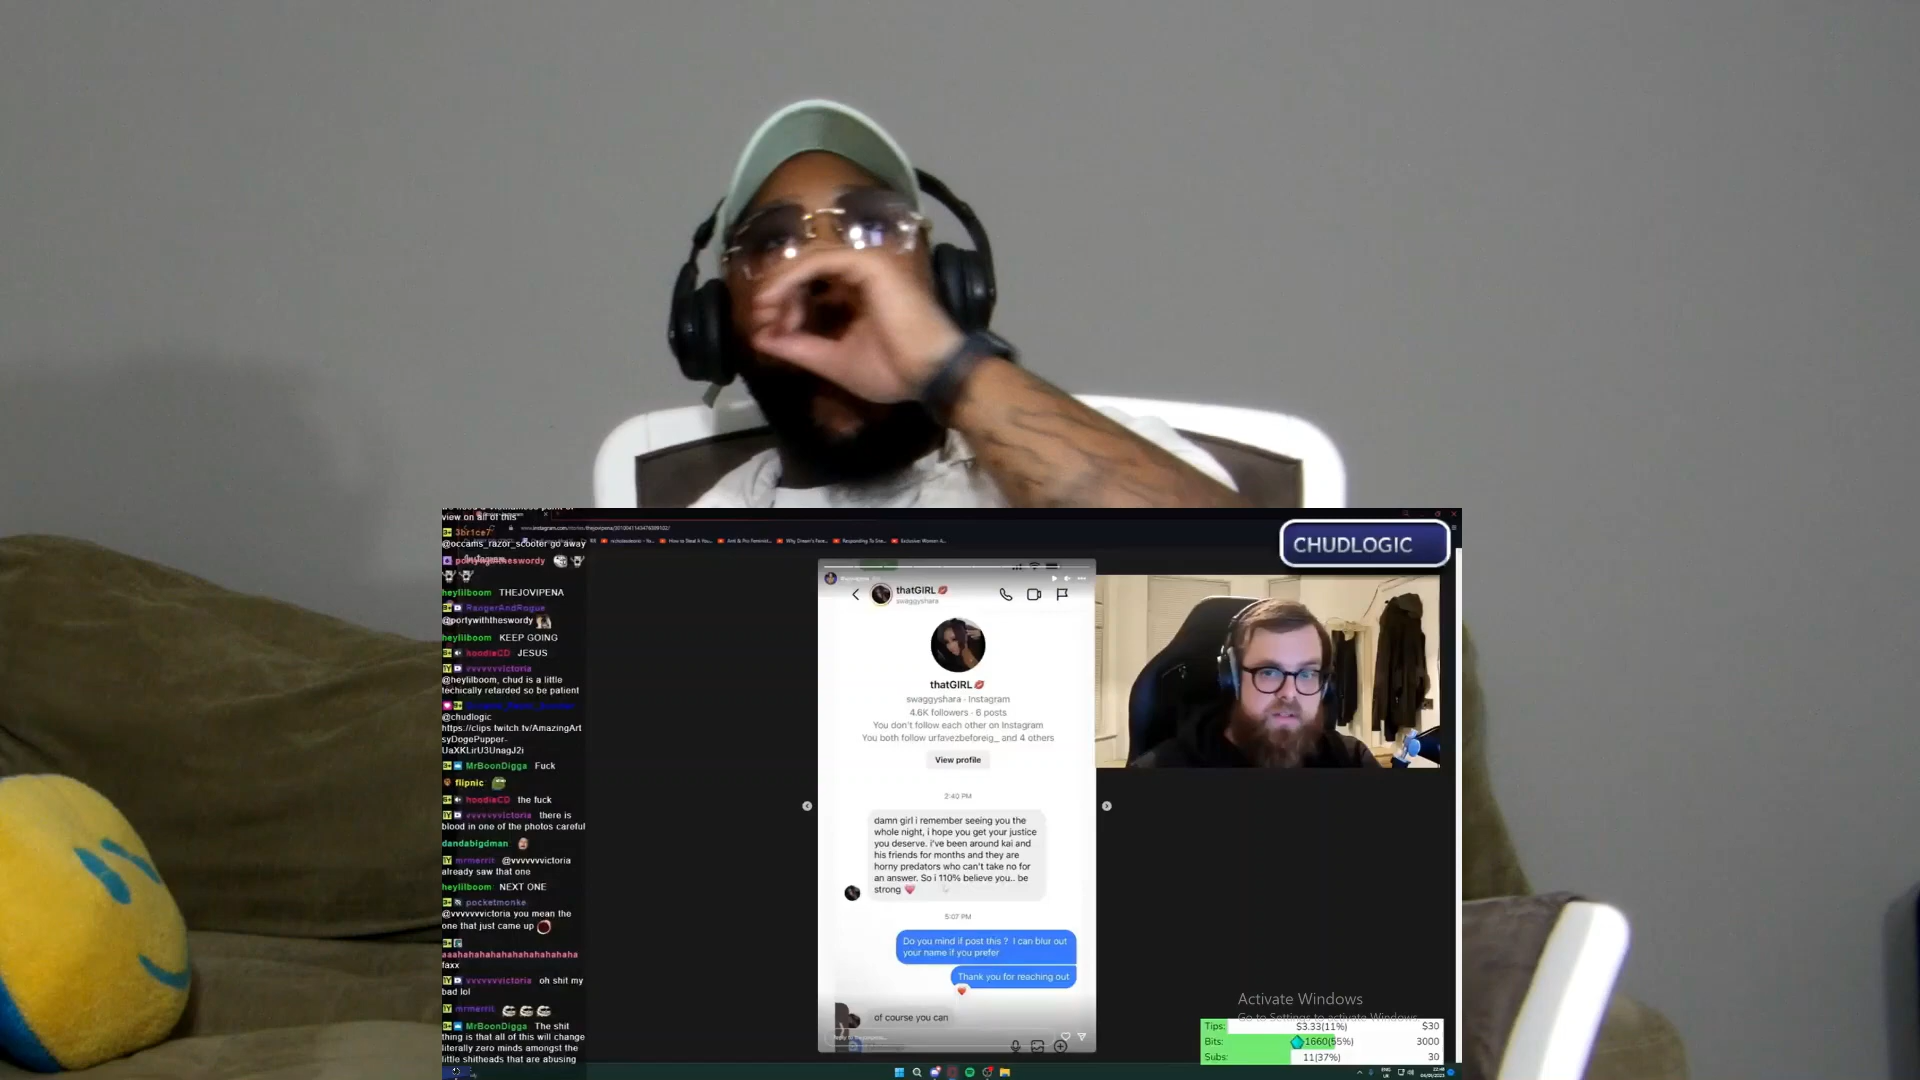 view on all of this
3br1ce7
@occams_razor_scooter go away
portywiththeswordy
heylilboom THEJOVIPENA
RangerAndRogue
@portywiththeswordy
heylilboom KEEP GOING
hoodieCD JESUS
vvvvvvvictoria
@heylilboom, chud is a little
techically retarded so be patient
@chudlogic
https://clips.twitch.tv/AmazingArt
syDogePupper-
UaXKLirU3UnagJ2i
MrBoonDigga Fuck
flipnic
hoodieCD the fuck
vvvvvvvictoria there is
blood in one of the photos careful
dandabigdman
mrmerrit @vvvvvvvictoria
already saw that one
heylilboom NEXT ONE
pocketmonke
@vvvvvvvictoria you mean the
one that just came up
aaahahahahahahahahahaha
faxx
vvvvvvvictoria oh shit my
bad lol
mrmerrit
MrBoonDigga The shit
thing is that all of this will change
literally zero minds amongst the
little shitheads that are abusing
thatGIRL 💋
swaggyshara
thatGIRL 💋
swaggyshara · Instagram
4.6K followers · 6 posts
You don't follow each other on Instagram
You both follow urfavezbeforeig_ and 4 others
View profile
2:40 PM
damn girl i remember seeing you the
whole night, i hope you get your justice
you deserve. i've been around kai and
his friends for months and they are
horny predators who can't take no for
an answer. So i 110% believe you.. be
strong 💗
5:07 PM
Do you mind if post this ? I can blur out
your name if you prefer
Thank you for reaching out
of course you can
CHUDLOGIC
Activate Windows
Go to Settings to activate Windows.
Tips: $3.33(11%) $30
Bits: 1660(55%) 3000
Subs: 11(37%) 30